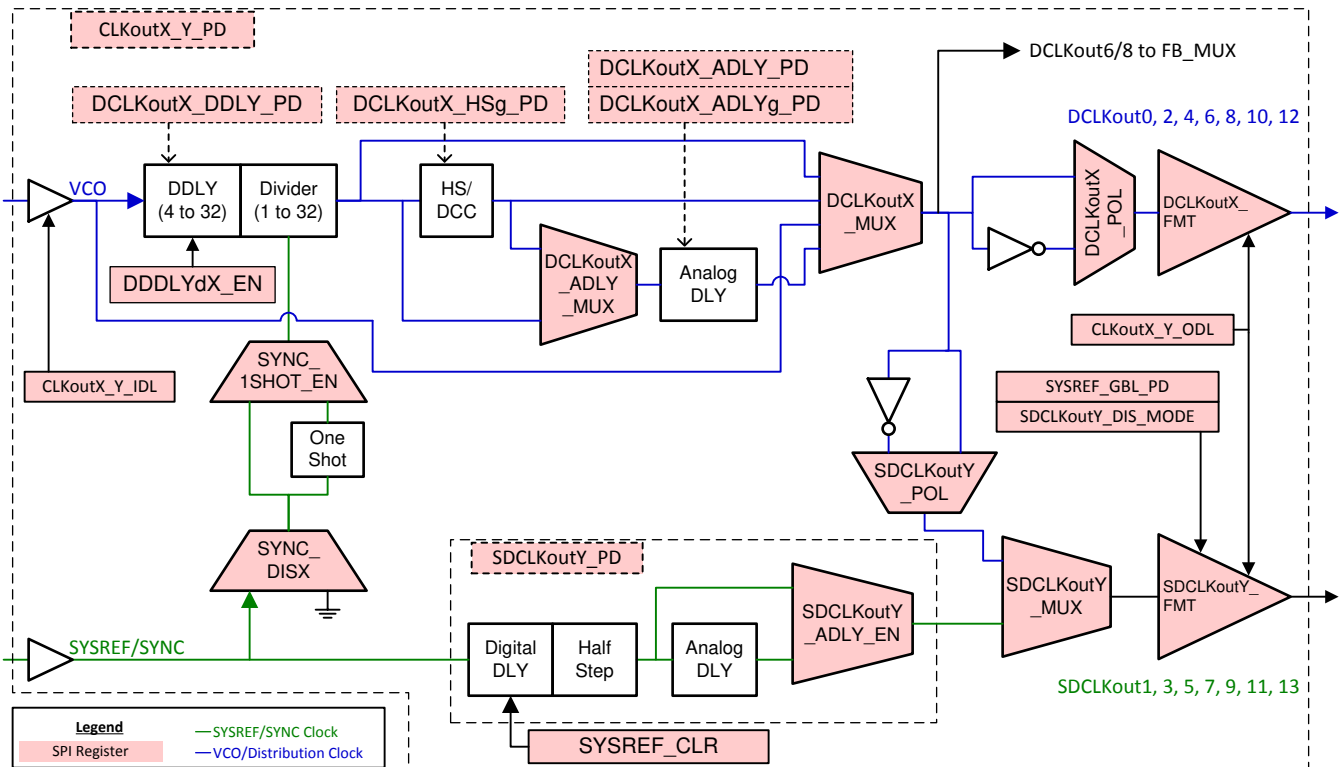 CLKoutX_Y_PD
DCLKoutX_ADLY_PD
DCLKoutX_ADLYg_PD
DCLKout6/8 to FB_MUX
DCLKoutX_DDLY_PD
DCLKoutX_HSg_PD
DCLKout0, 2, 4, 6, 8, 10, 12
VCO
DDLY
(4 to 32)
Divider
(1 to 32)
HS/
DCC
DCLKoutX
_MUX
DCLKoutX
_POL
DCLKoutX_
FMT
DDDLYdX_EN
DCLKoutX
_ADLY
_MUX
Analog
DLY
CLKoutX_Y_IDL
SYNC_
1SHOT_EN
One
Shot
CLKoutX_Y_ODL
SYSREF_GBL_PD
SDCLKoutY_DIS_MODE
SDCLKoutY
_POL
SYNC_
DISX
SDCLKoutY_PD
SDCLKoutY
_ADLY_EN
SDCLKoutY
_MUX
SDCLKoutY_
FMT
SYSREF/SYNC
Digital
DLY
Half
Step
Analog
DLY
SDCLKout1, 3, 5, 7, 9, 11, 13
SYSREF_CLR
Legend
SPI Register
SYSREF/SYNC Clock
VCO/Distribution Clock